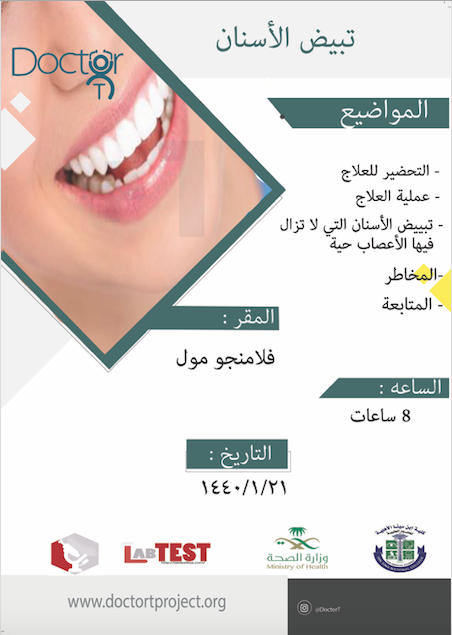 تبيض الأسنان
Doctor T
المواضيع
- التحضير للعلاج
- عملية العلاج
- تبييض الأسنان التي لا تزال
فيها الأعصاب حية
-المخاطر
- المتابعة
المقر :
فلامنجو مول
الساعه :
8 ساعات
التاريخ :
١٤٤٠/١/٢١
LABTEST
وزارة الصحة
Ministry of Health
www.doctortproject.org
@DoctorT